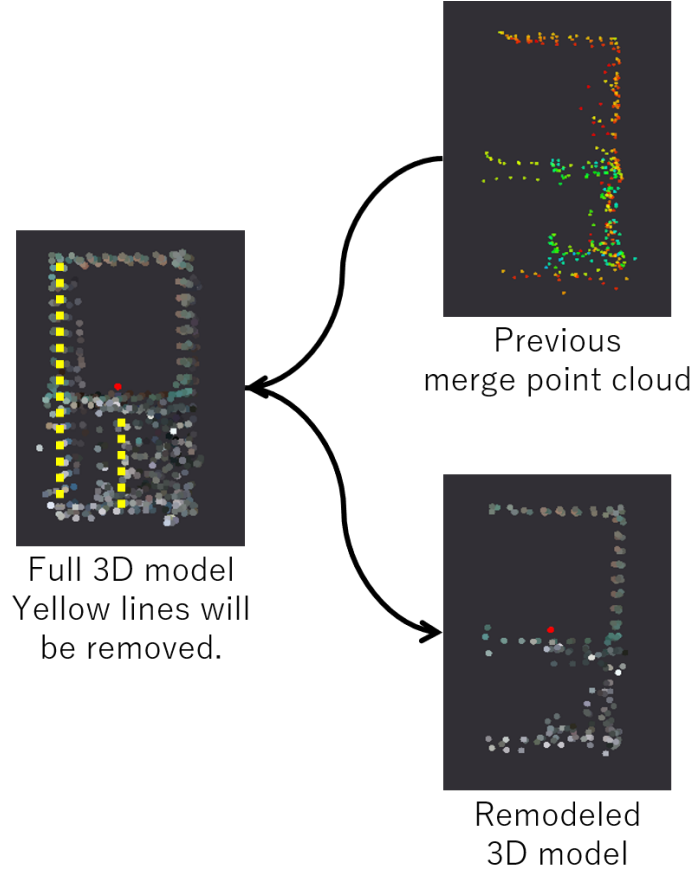 Previous
merge point cloud
Full 3D model
Yellow lines will
be removed.
Remodeled
3D model